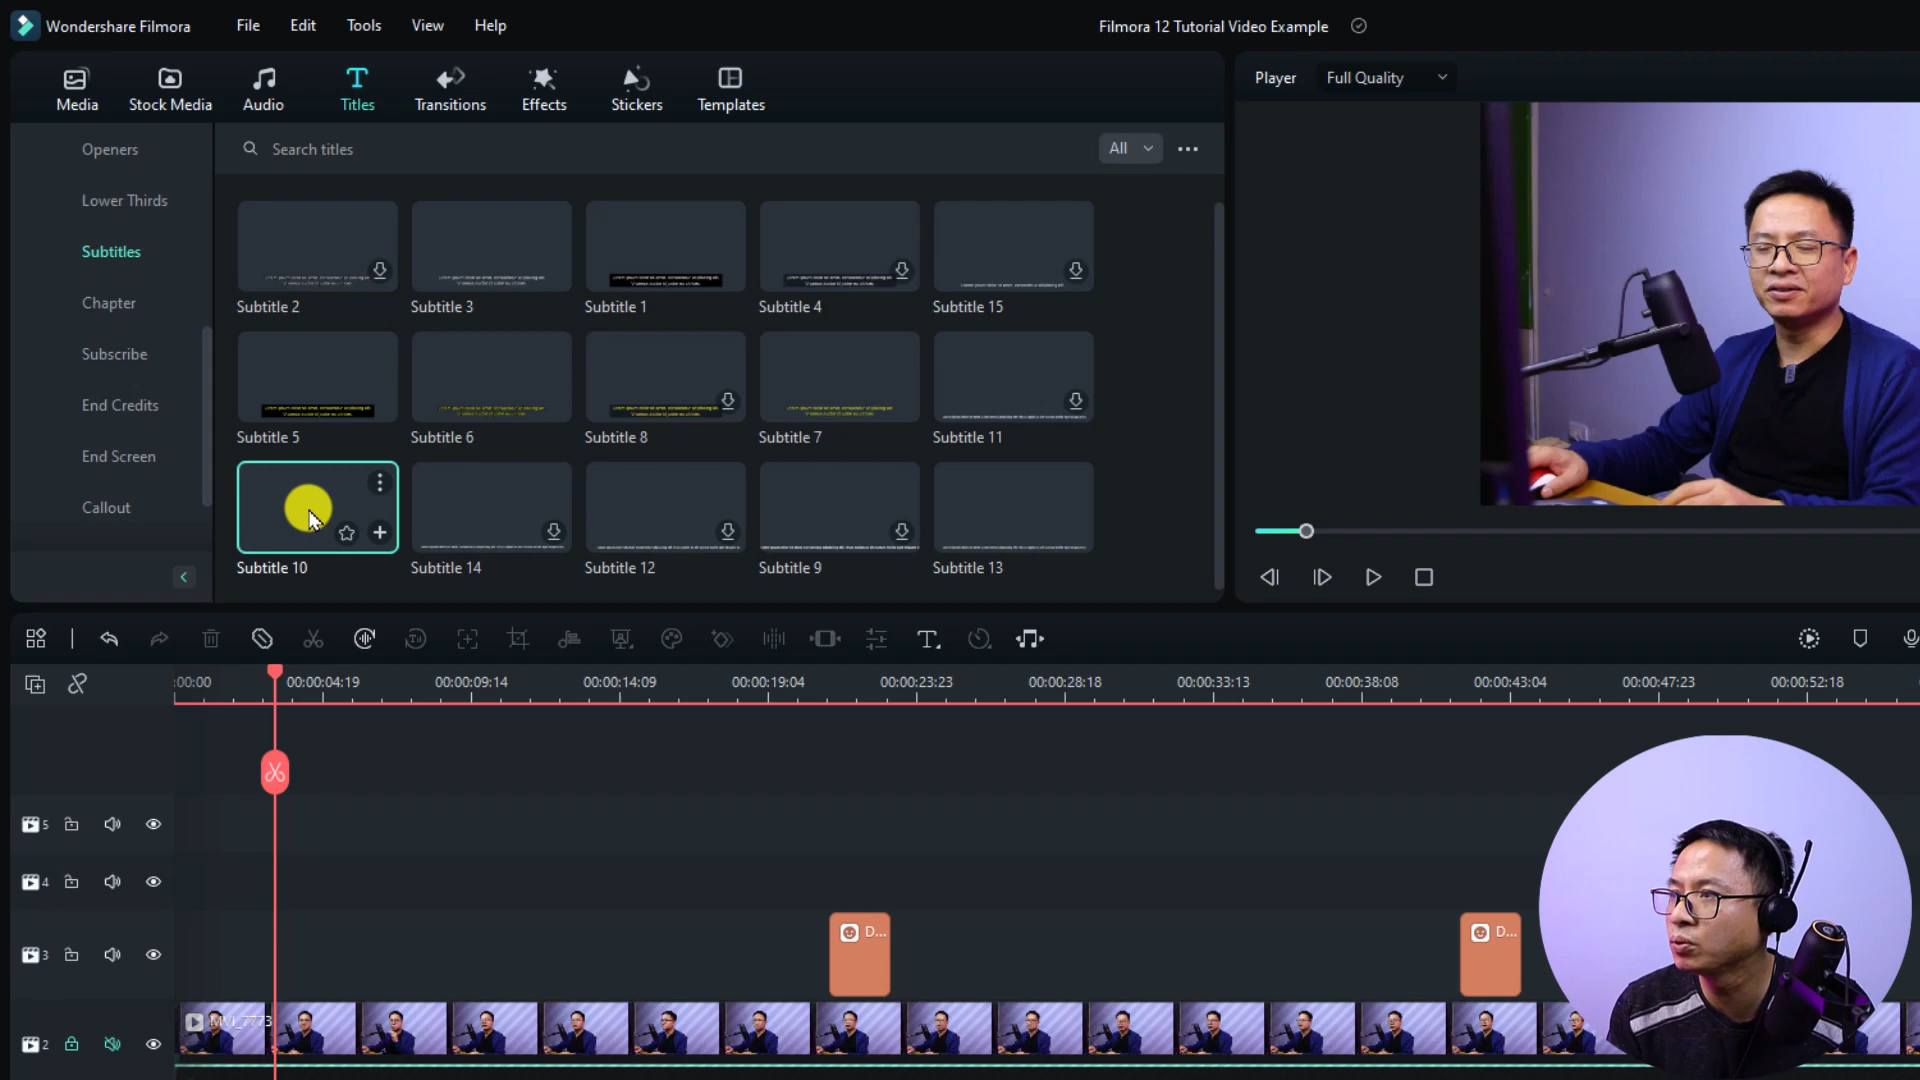 Wondershare Filmora
File
Edit
Tools
View
Help
Filmora 12 Tutorial Video Example
Media
Stock Media
Audio
Titles
Transitions
Effects
Stickers
Templates
Player
Full Quality
Openers
Lower Thirds
Subtitles
Chapter
Subscribe
End Credits
End Screen
Callout
Search titles
All
Subtitle 2
Subtitle 3
Subtitle 1
Subtitle 4
Subtitle 15
Subtitle 5
Subtitle 6
Subtitle 8
Subtitle 7
Subtitle 11
Subtitle 10
Subtitle 14
Subtitle 12
Subtitle 9
Subtitle 13
:00:00
00:00:04:19
00:00:09:14
00:00:14:09
00:00:19:04
00:00:23:23
00:00:28:18
00:00:33:13
00:00:38:08
00:00:43:04
00:00:47:23
00:00:52:18
5
4
3
D...
D...
2
MVI_7773